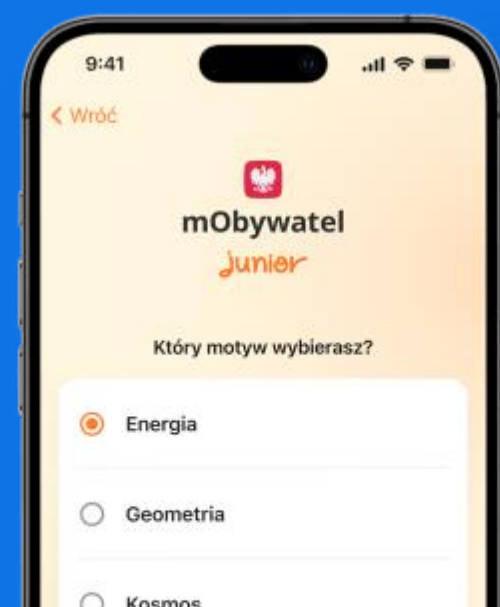 9:41
Wróć
mObywatel
junior
Który motyw wybierasz?
Energia
Geometria
Kosmos